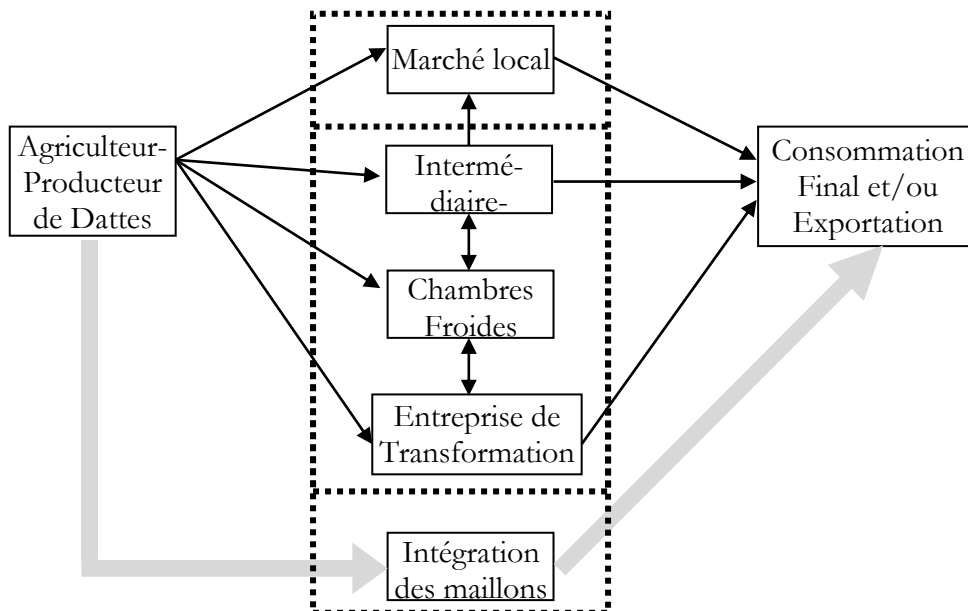 Marché local
Agriculteur-
Producteur
de Dattes
Intermé-
diaire-
Consommation
Final et/ou
Exportation
Chambres
Froides
Entreprise de
Transformation
Intégration
des maillons